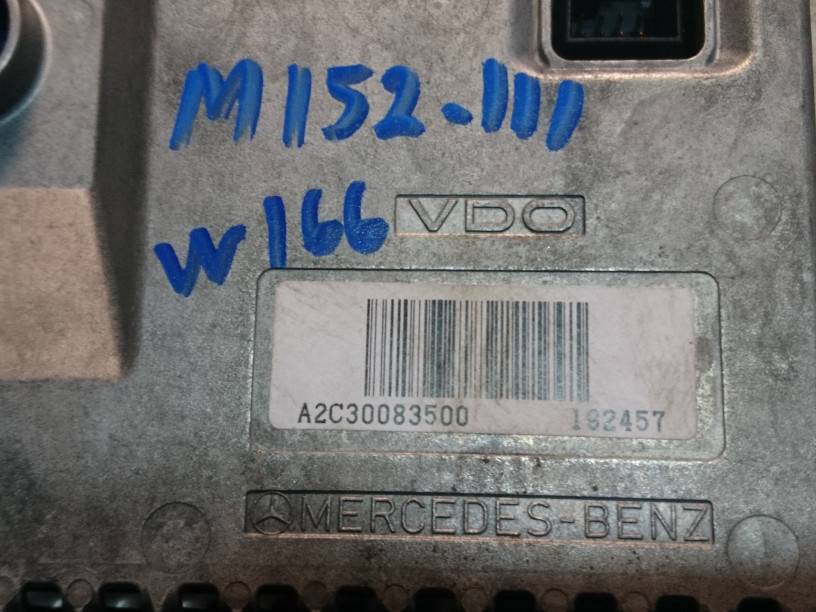 M152.111
W166
VDO
A2C30083500 192457
MERCEDES-BENZ